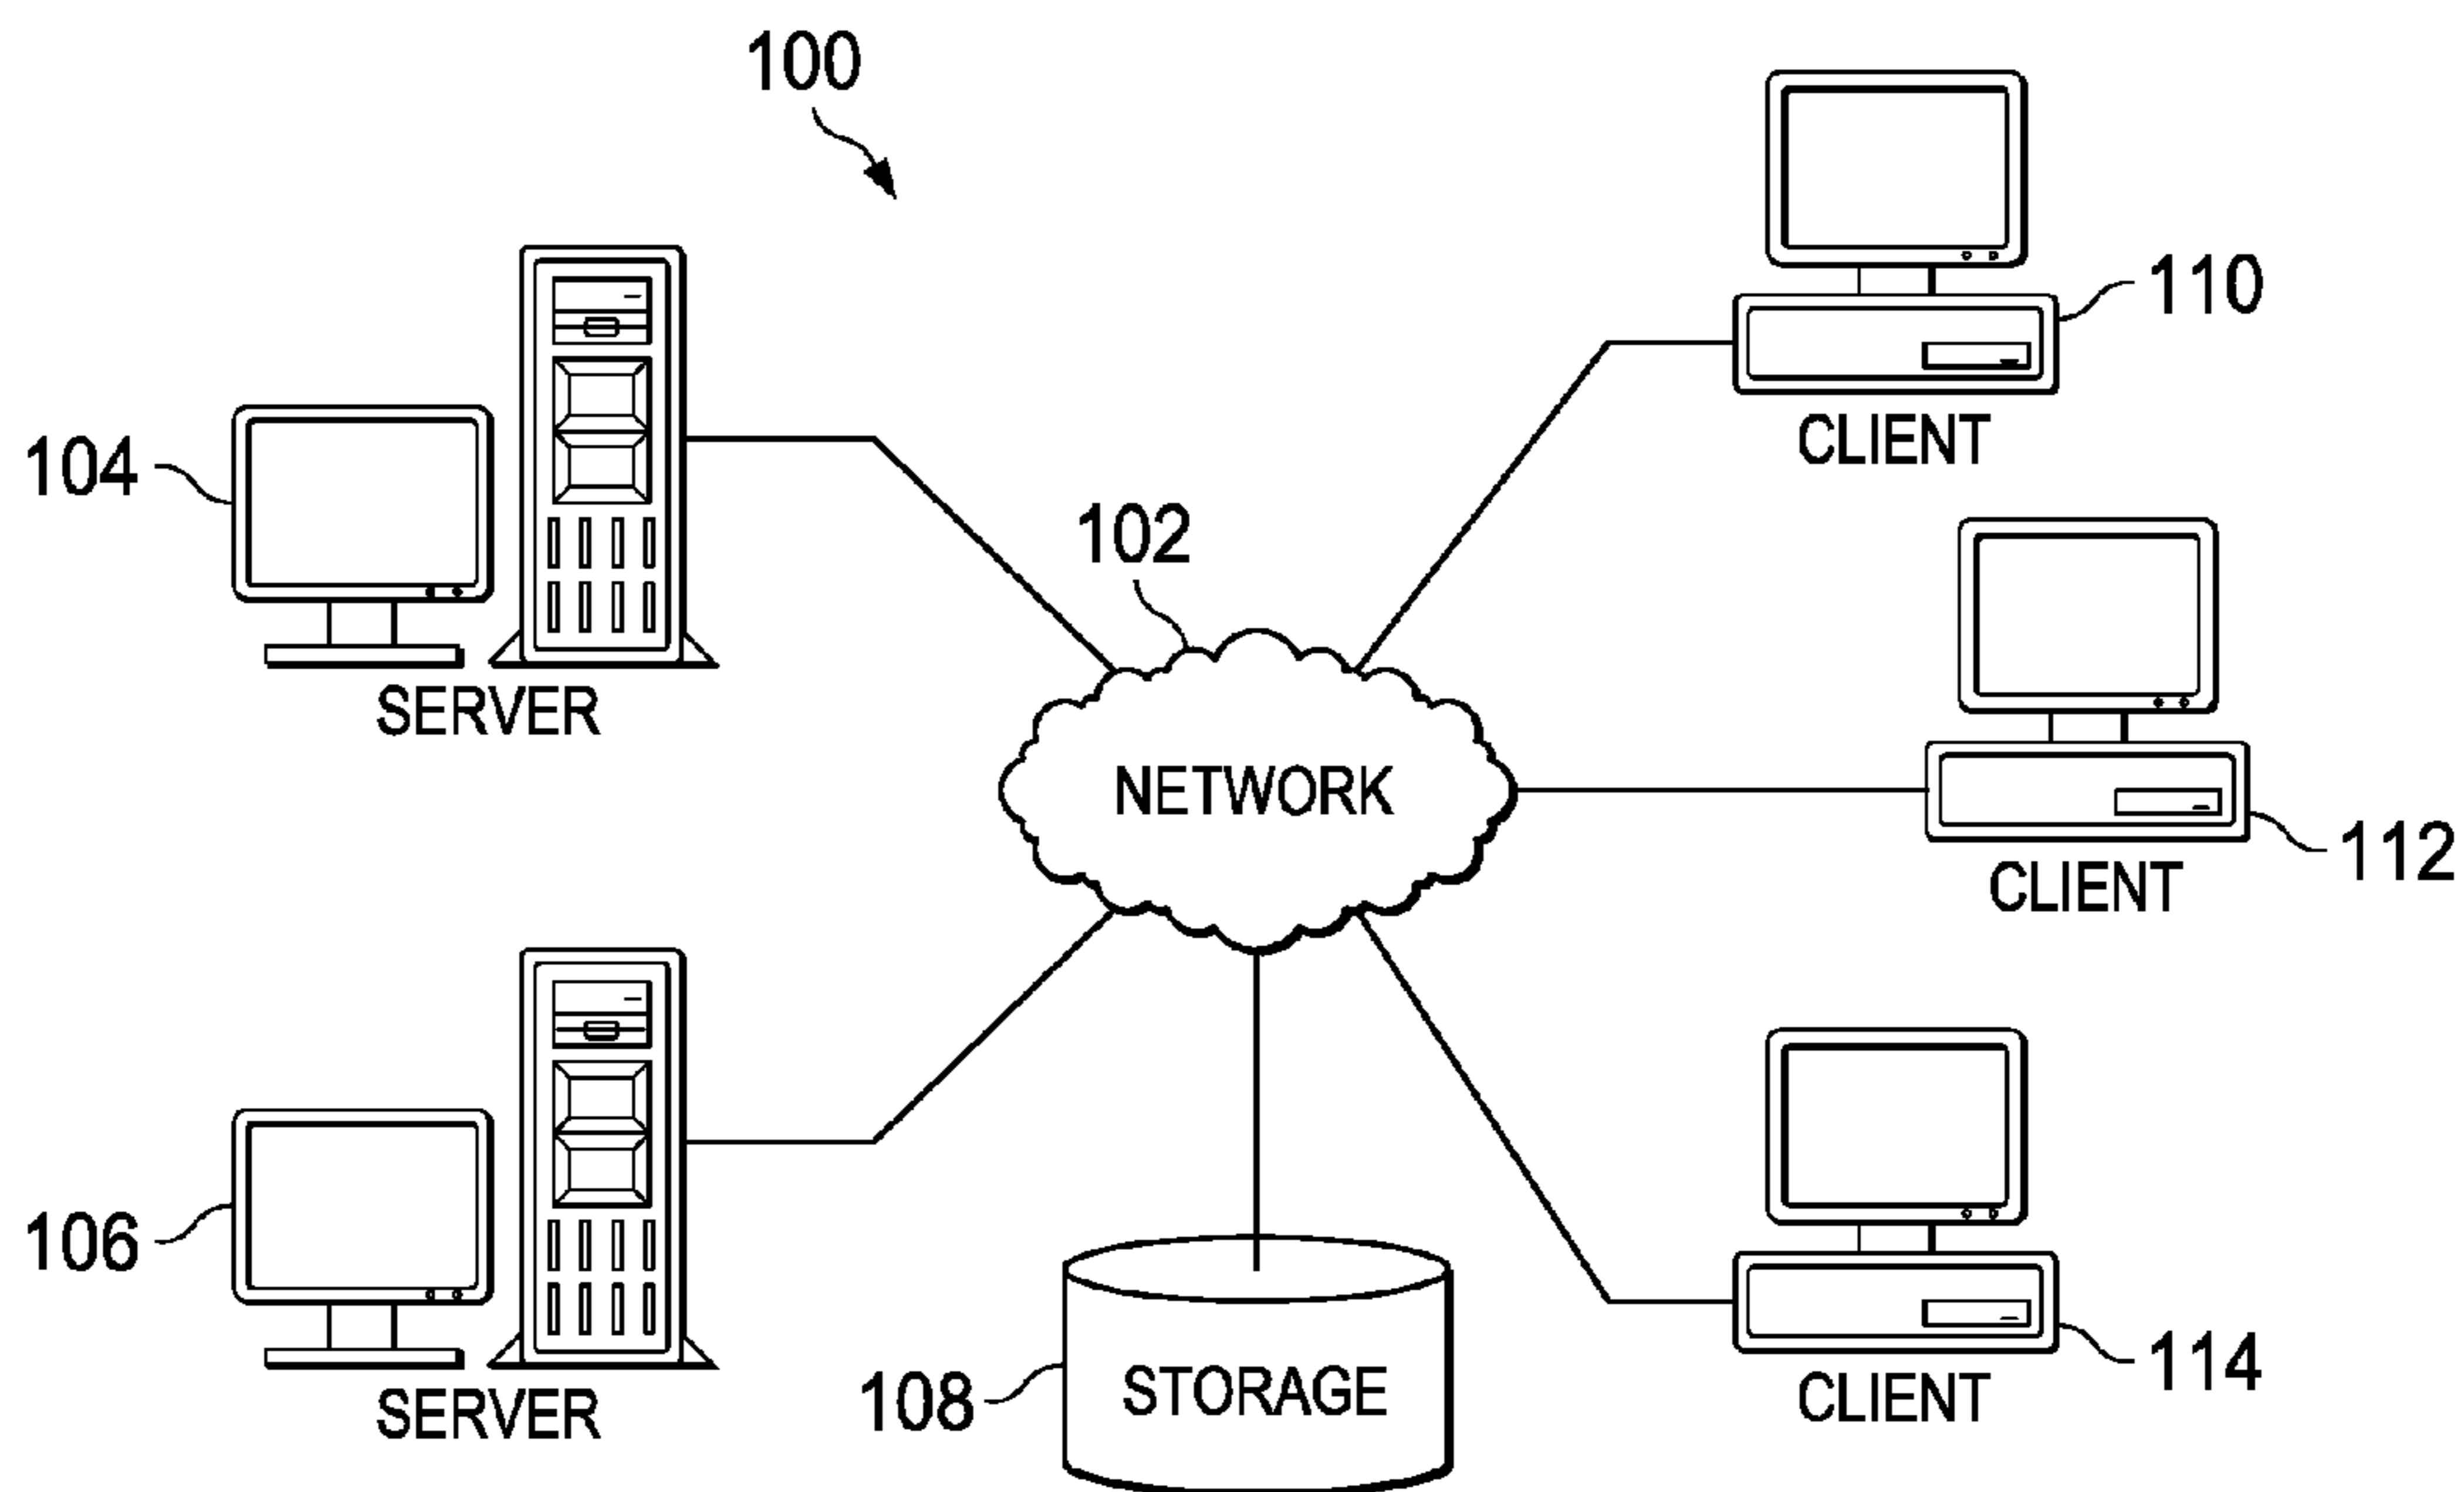 100
110
CLIENT
104
102
SERVER
NETWORK
112
CLIENT
106
108
STORAGE
SERVER
114
CLIENT